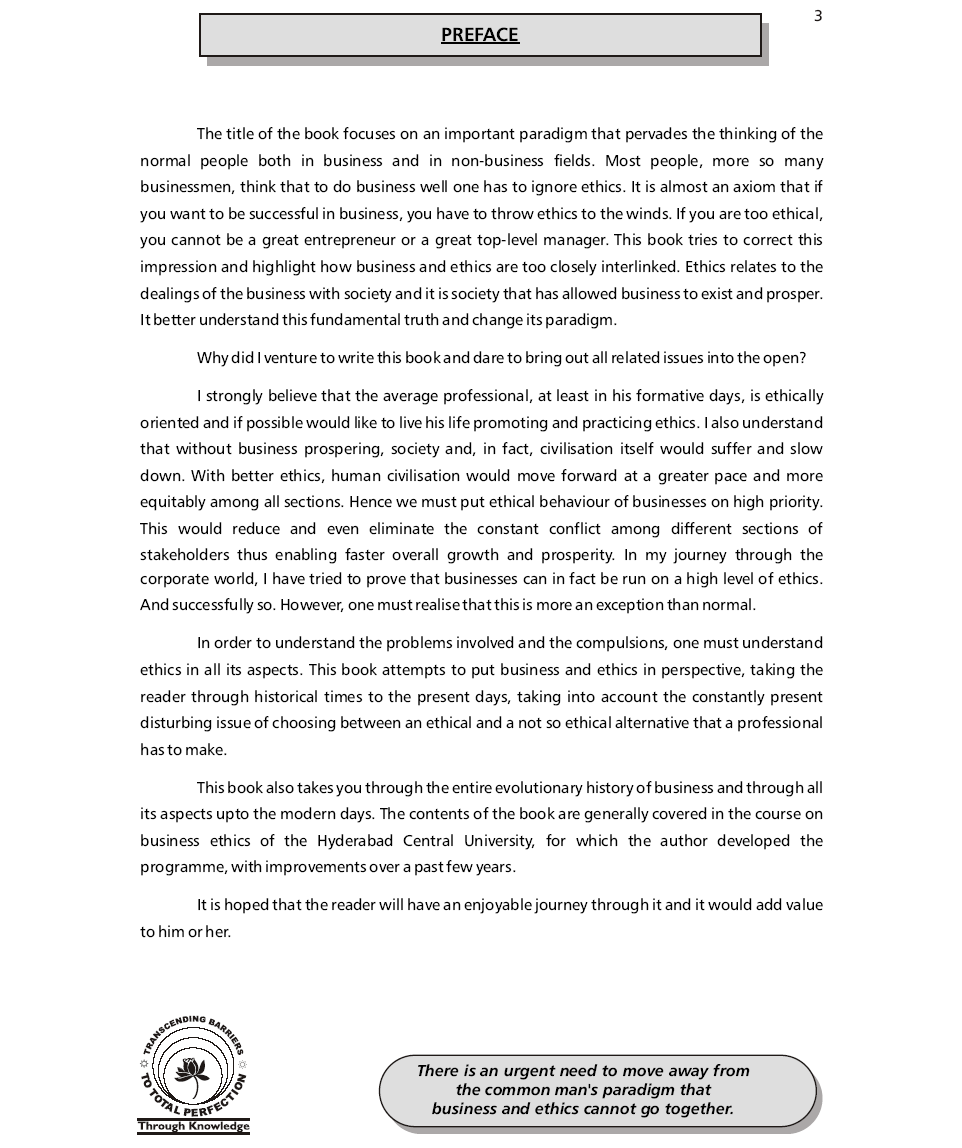 3
PREFACE
The title of the book focuses on an important paradigm that pervades the thinking of the
normal people both in business and in non-business fields. Most people, more so many
businessmen, think that to do business well one has to ignore ethics. It is almost an axiom that if
you want to be successful in business, you have to throw ethics to the winds. If you are too ethical,
you cannot be a great entrepreneur or a great top-level manager. This book tries to correct this
impression and highlight how business and ethics are too closely interlinked. Ethics relates to the
dealings of the business with society and it is society that has allowed business to exist and prosper.
It better understand this fundamental truth and change its paradigm.
Why did I venture to write this book and dare to bring out all related issues into the open?
I strongly believe that the average professional, at least in his formative days, is ethically
oriented and if possible would like to live his life promoting and practicing ethics. I also understand
that without business prospering, society and, in fact, civilisation itself would suffer and slow
down. With better ethics, human civilisation would move forward at a greater pace and more
equitably among all sections. Hence we must put ethical behaviour of businesses on high priority.
This would reduce and even eliminate the constant conflict among different sections of
stakeholders thus enabling faster overall growth and prosperity. In my journey through the
corporate world, I have tried to prove that businesses can in fact be run on a high level of ethics.
And successfully so. However, one must realise that this is more an exception than normal.
In order to understand the problems involved and the compulsions, one must understand
ethics in all its aspects. This book attempts to put business and ethics in perspective, taking the
reader through historical times to the present days, taking into account the constantly present
disturbing issue of choosing between an ethical and a not so ethical alternative that a professional
has to make.
This book also takes you through the entire evolutionary history of business and through all
its aspects upto the modern days. The contents of the book are generally covered in the course on
business ethics of the Hyderabad Central University, for which the author developed the
programme, with improvements over a past few years.
It is hoped that the reader will have an enjoyable journey through it and it would add value
to him or her.
TRANSCENDING BARRIERS
TO TOTAL PERFECTION
Through Knowledge
There is an urgent need to move away from
the common man's paradigm that
business and ethics cannot go together.